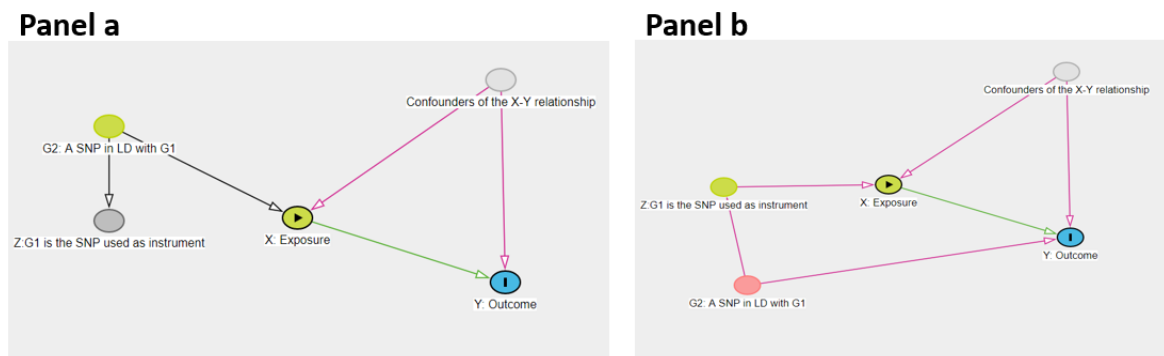 Panel a
Confounders of the X-Y relationship
G2: A SNP in LD with G1
Z:G1 is the SNP used as instrument
X: Exposure
Y: Outcome
Panel b
Confounders of the X-Y relationship
Z:G1 is the SNP used as instrument
X: Exposure
Y: Outcome
G2: A SNP in LD with G1